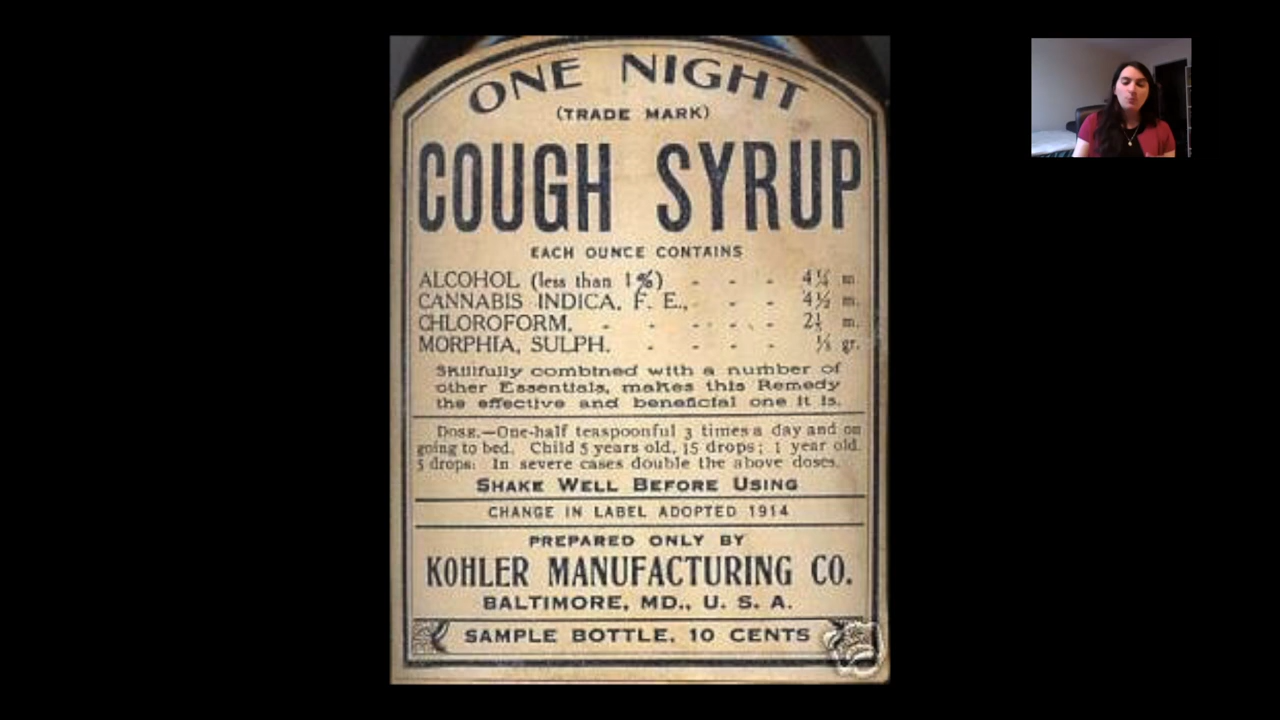 ONE NIGHT
(TRADE MARK)
COUGH SYRUP
EACH OUNCE CONTAINS
ALCOHOL (less than 1%) - - - 4¼ m
CANNABIS INDICA, F. E., - - 4½ m.
CHLOROFORM, - - - - - - m.
MORPHIA, SULPH. - - - - gr.
Skillfully combined with a number of
other Essentials, makes this Remedy
the effective and beneficial one it is.
DOSE.—One-half teaspoonful 3 times a day and on
going to bed. Child 5 years old, 15 drops; 1 year old.
5 drops: In severe cases double the above doses.
SHAKE WELL BEFORE USING
CHANGE IN LABEL ADOPTED 1914
PREPARED ONLY BY
KOHLER MANUFACTURING CO.
BALTIMORE, MD., U. S. A.
SAMPLE BOTTLE, 10 CENTS